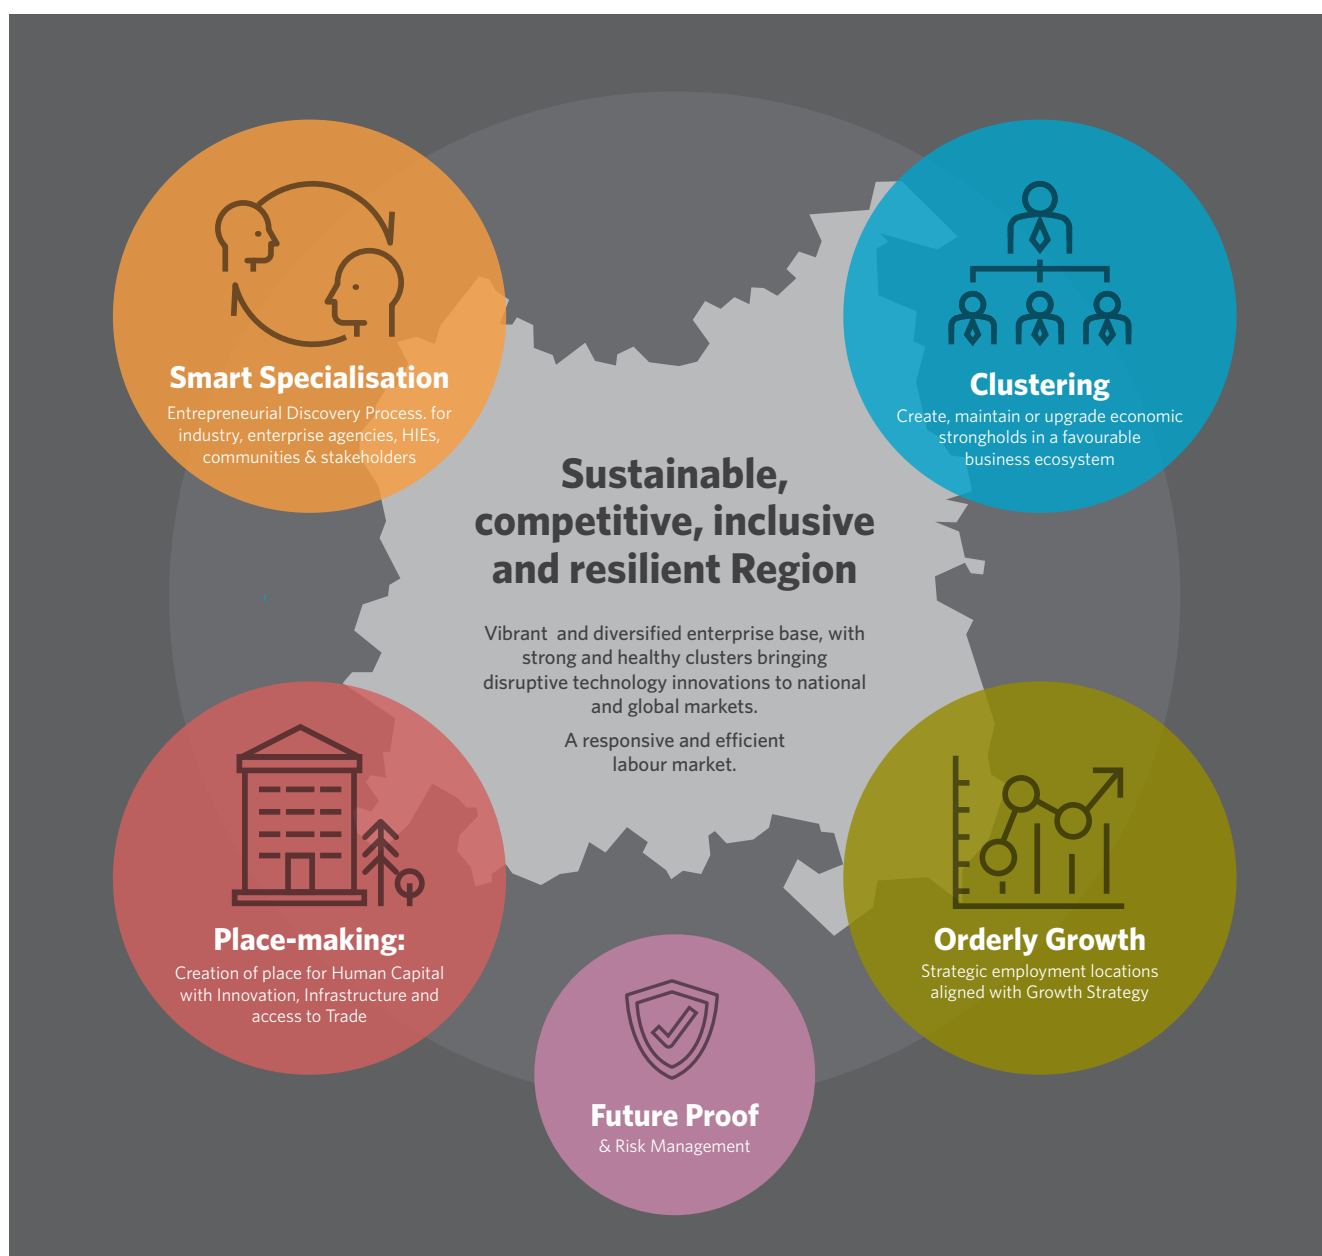 Smart Specialisation
Entrepreneurial Discovery Process. for
industry, enterprise agencies, HIEs,
communities & stakeholders
Clustering
Create, maintain or upgrade economic
strongholds in a favourable
business ecosystem
Sustainable,
competitive, inclusive
and resilient Region
Vibrant and diversified enterprise base, with
strong and healthy clusters bringing
disruptive technology innovations to national
and global markets.
A responsive and efficient
labour market.
Place-making:
Creation of place for Human Capital
with Innovation, Infrastructure and
access to Trade
Orderly Growth
Strategic employment locations
aligned with Growth Strategy
Future Proof
& Risk Management